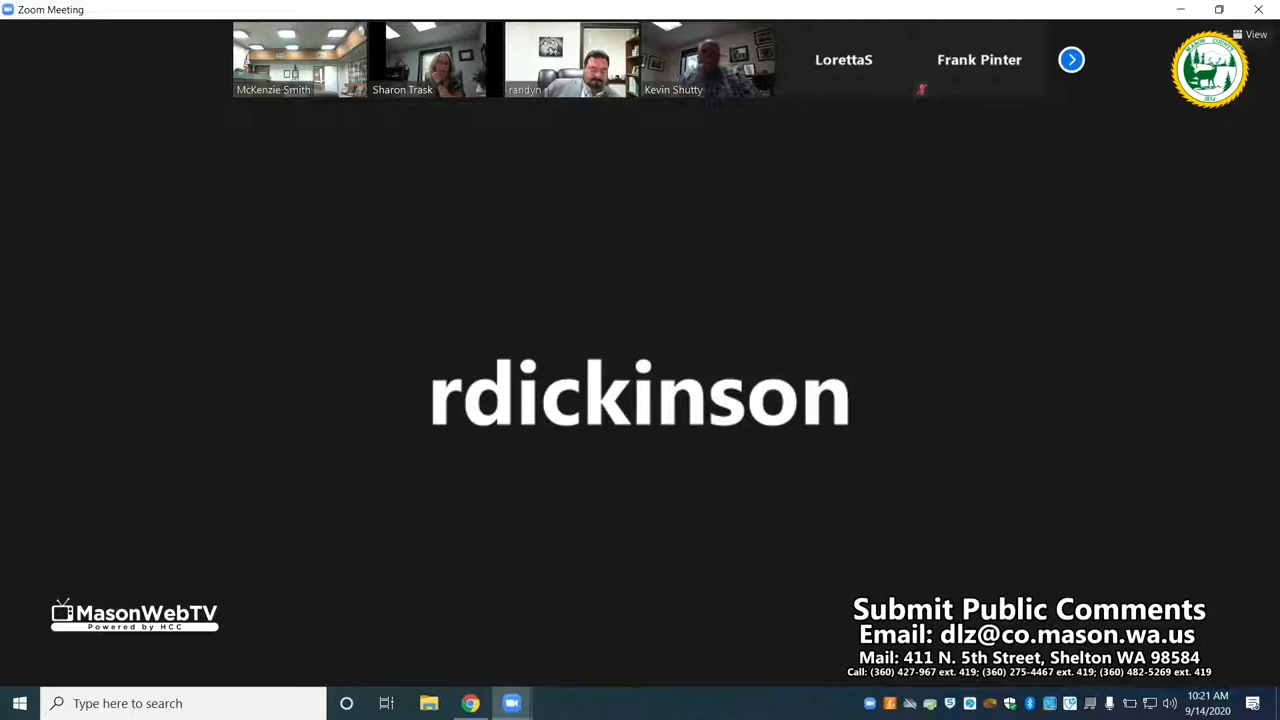 Zoom Meeting
View
McKenzie Smith
Sharon Trask
randyn
Kevin Shutty
LorettaS
Frank Pinter
MASON COUNTY
1854
rdickinson
MasonWebTV
Powered by HCC
Submit Public Comments
Email: dlz@co.mason.wa.us
Mail: 411 N. 5th Street, Shelton WA 98584
Call: (360) 427-967 ext. 419; (360) 275-4467 ext. 419; (360) 482-5269 ext. 419
Type here to search
10:21 AM
9/14/2020